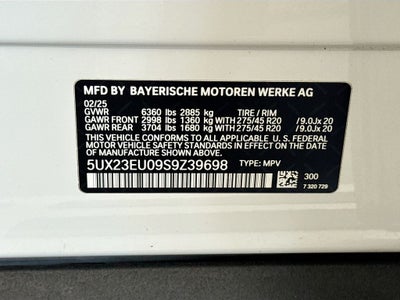 MFD BY BAYERISCHE MOTOREN WERKE AG
02/25
GVWR 6360 lbs 2885 kg TIRE / RIM
GAWR FRONT 2998 lbs 1360 kg WITH 275/45 R20 /9.0Jx 20
GAWR REAR 3704 lbs 1680 kg WITH 275/45 R20 /9.0Jx 20
THIS VEHICLE CONFORMS TO ALL APPLICABLE U.S. FEDERAL
MOTOR VEHICLE SAFETY STANDARDS IN EFFECT ON THE DATE OF
MANUFACTURE SHOWN ABOVE.
5UX23EU09S9Z39698 TYPE: MPV
300
7 320 729